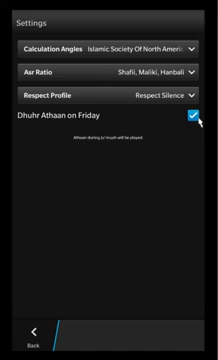 Settings
Calculation Angles Islamic Society Of North Americ
Asr Ratio Shafii, Maliki, Hanbali
Respect Profile Respect Silence
Dhuhr Athaan on Friday
Athaan during Ju'muah will be played.
Back